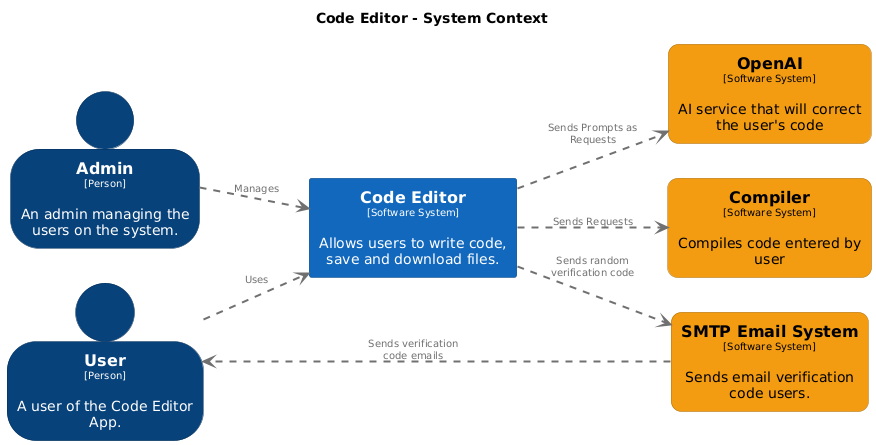 Code Editor - System Context
Admin
[Person]
An admin managing the
users on the system.
Manages
User
[Person]
A user of the Code Editor
App.
Uses
Code Editor
[Software System]
Allows users to write code,
save and download files.
Sends Prompts as
Requests
Sends Requests
Sends random
verification code
Sends verification
code emails
OpenAI
[Software System]
AI service that will correct
the user's code
Compiler
[Software System]
Compiles code entered by
user
SMTP Email System
[Software System]
Sends email verification
code users.